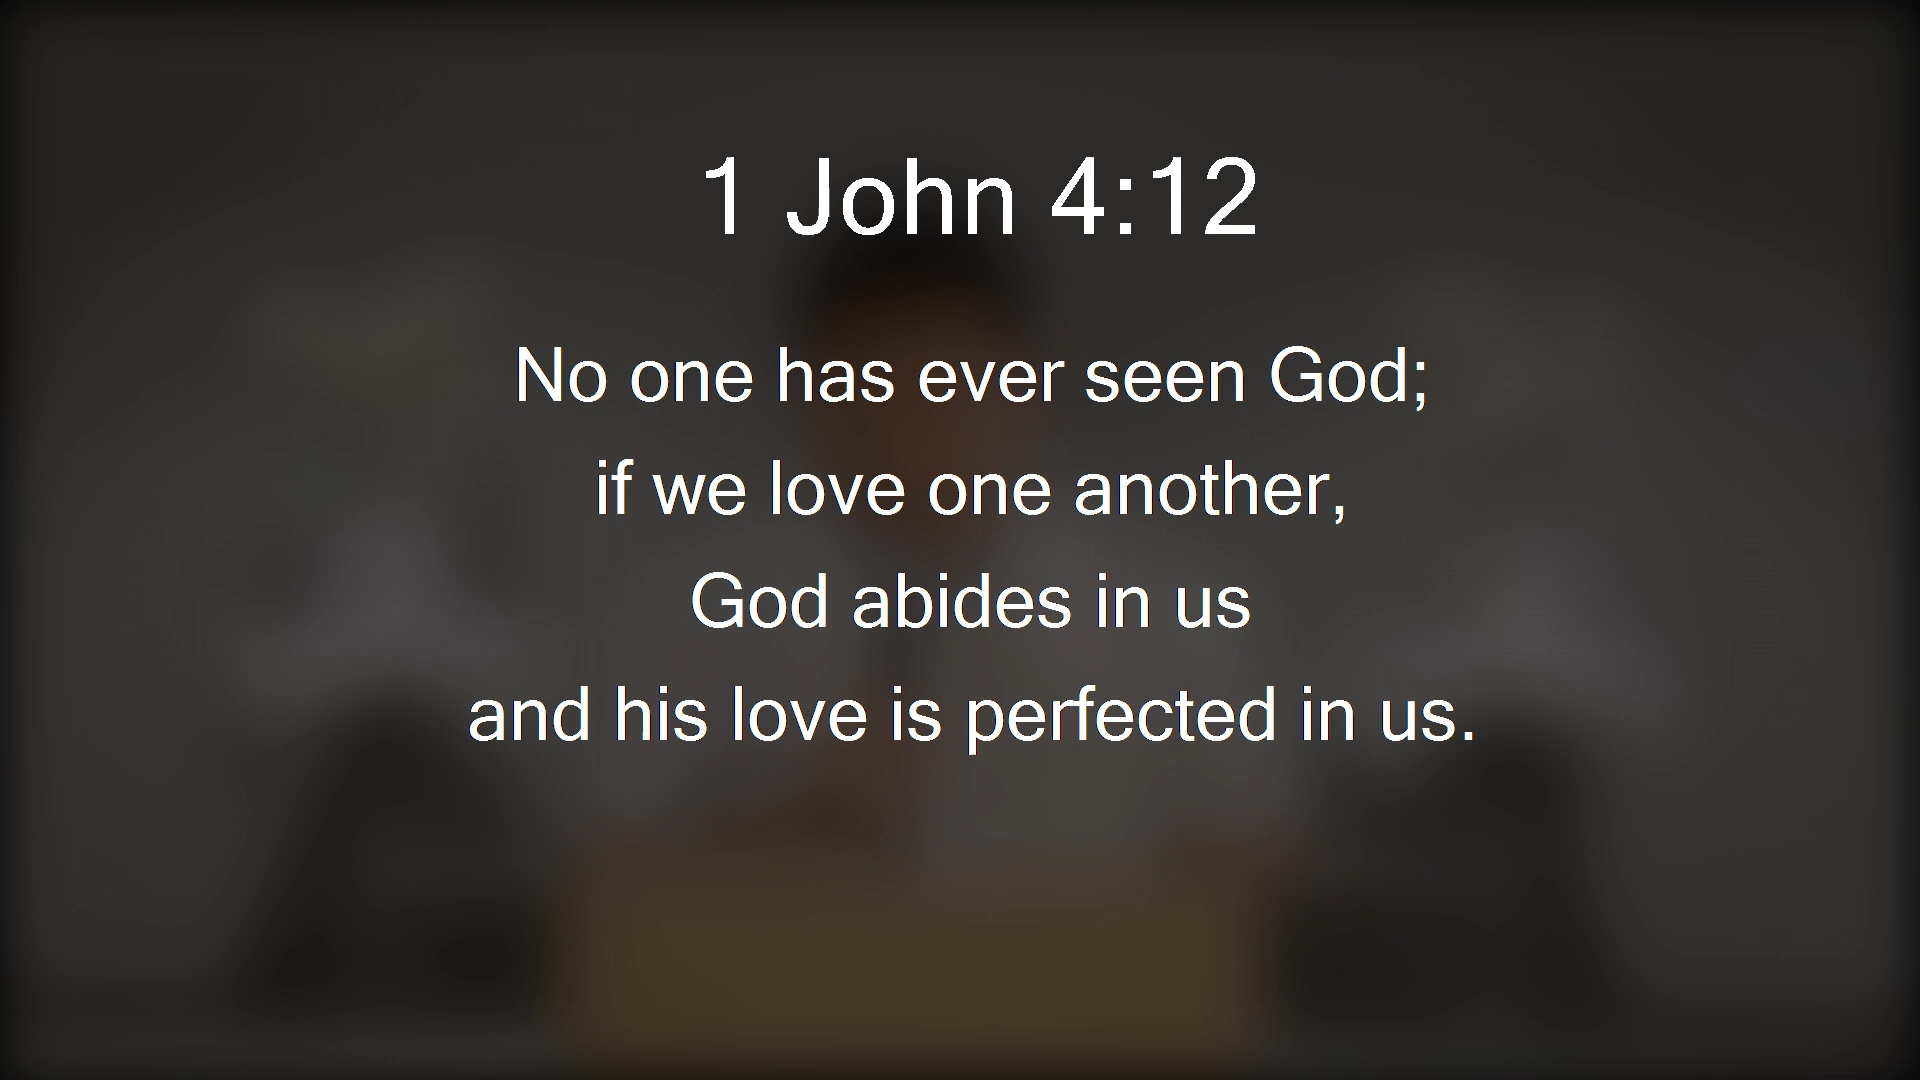 1 John 4:12
No one has ever seen God;
if we love one another,
God abides in us
and his love is perfected in us.